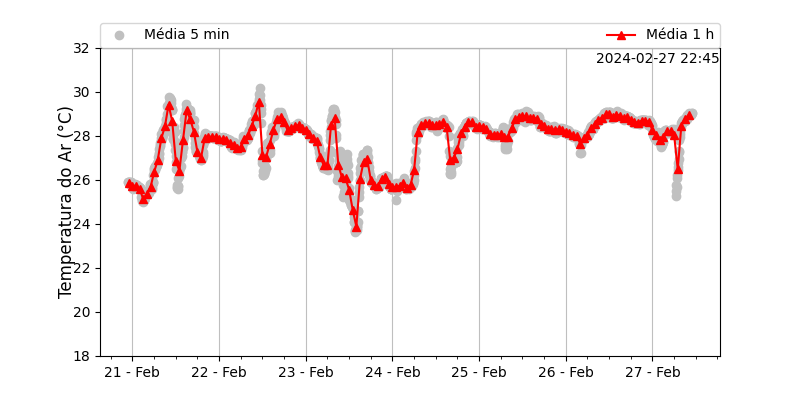 Média 5 min
Média 1 h
2024-02-27 22:45
Temperatura do Ar (°C)
32
30
28
26
24
22
20
18
21 - Feb
22 - Feb
23 - Feb
24 - Feb
25 - Feb
26 - Feb
27 - Feb